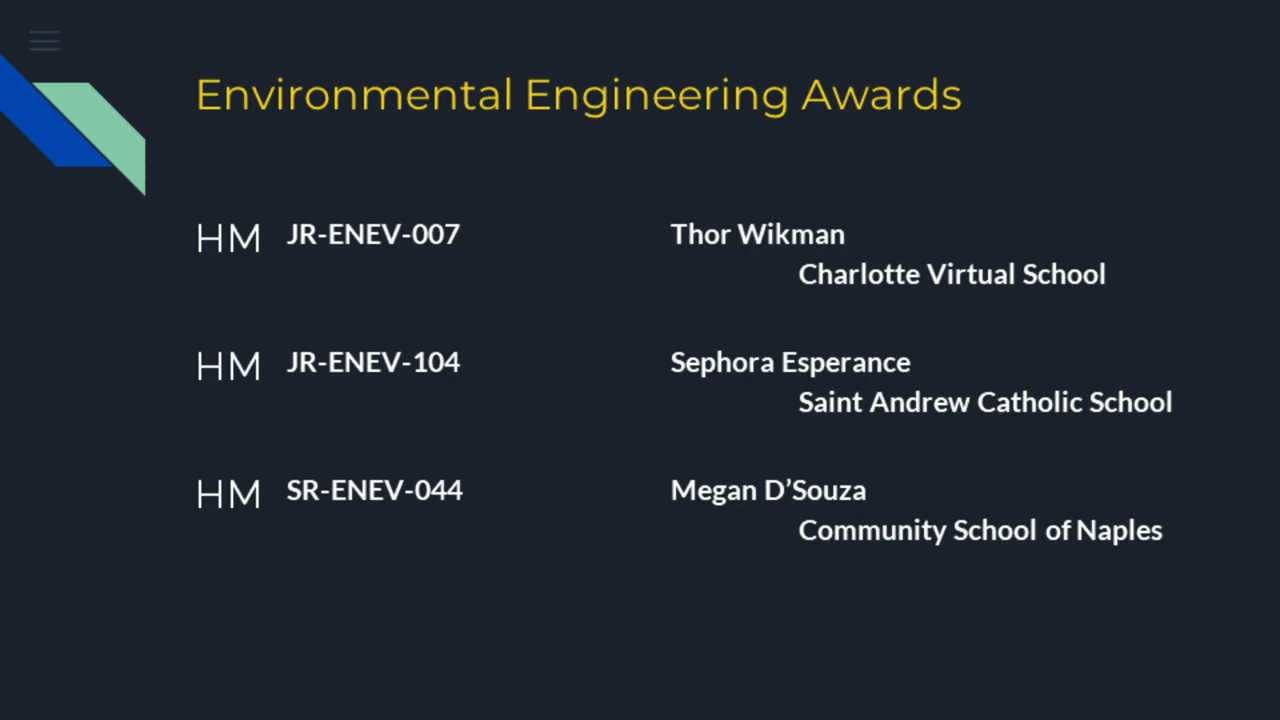 Environmental Engineering Awards
HM JR-ENEV-007 Thor Wikman
Charlotte Virtual School
HM JR-ENEV-104 Sephora Esperance
Saint Andrew Catholic School
HM SR-ENEV-044 Megan D’Souza
Community School of Naples